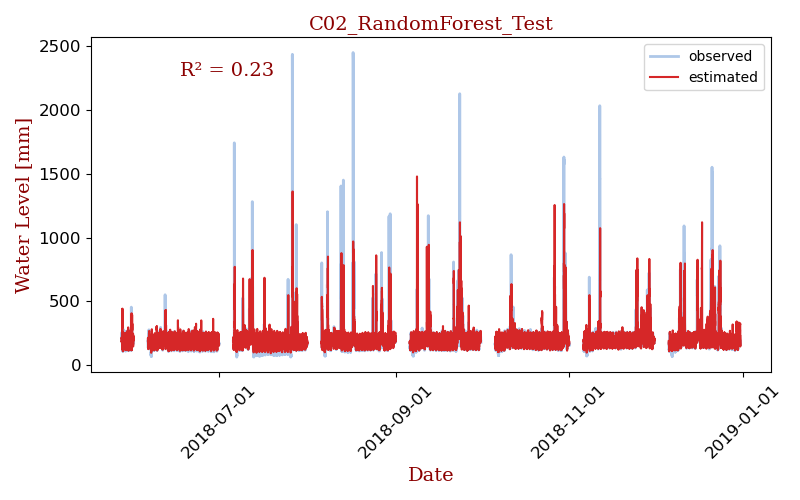 C02_RandomForest_Test
R² = 0.23
observed
estimated
Water Level [mm]
2500
2000
1500
1000
500
0
2018-07-01
2018-09-01
2018-11-01
2019-01-01
Date